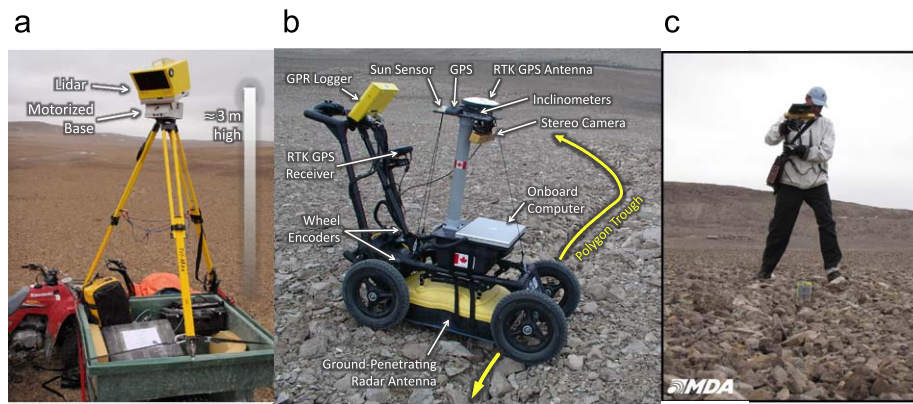 a
Lidar
Motorized
Base
≈ 3 m
high
b
GPR Logger
Sun Sensor
GPS
RTK GPS Antenna
Inclinometers
Stereo Camera
RTK GPS
Receiver
Wheel
Encoders
Onboard
Computer
Polygon Trough
Ground-Penetrating
Radar Antenna
c
MDA